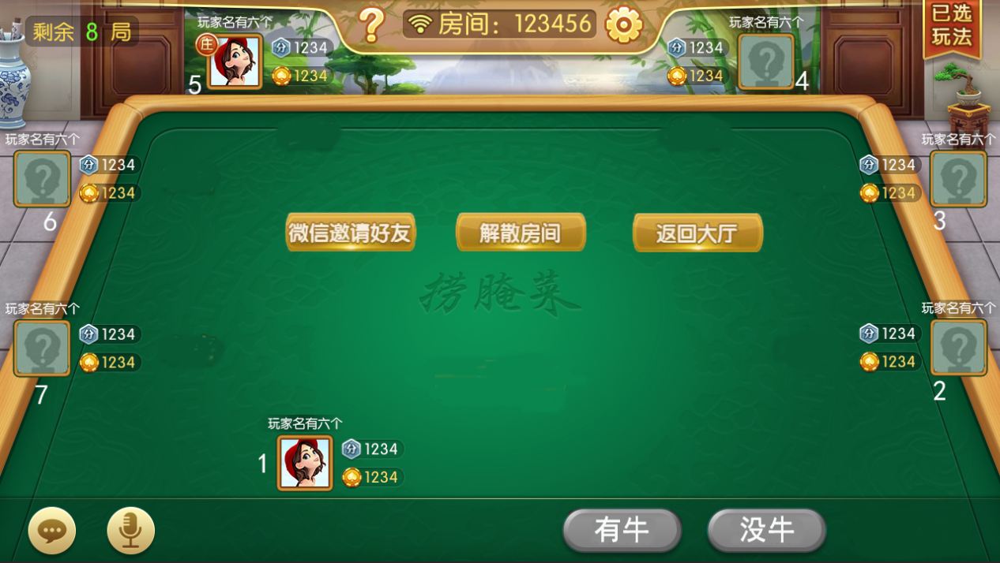 剩余 8 局
玩家名有六个
庄
分 1234
1234
5
?
房间：123456
玩家名有六个
分 1234
1234
?
4
已选
玩法
玩家名有六个
?
分 1234
1234
6
玩家名有六个
分 1234
1234
?
3
微信邀请好友
解散房间
返回大厅
捞腌菜
玩家名有六个
?
分 1234
1234
7
玩家名有六个
分 1234
1234
?
2
玩家名有六个
1
分 1234
1234
有牛
没牛